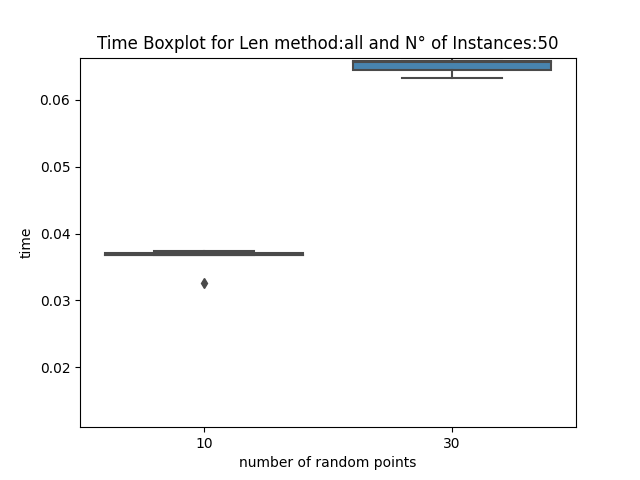 Time Boxplot for Len method:all and N° of Instances:50
0.06
0.05
0.04
0.03
0.02
time
10 30
number of random points